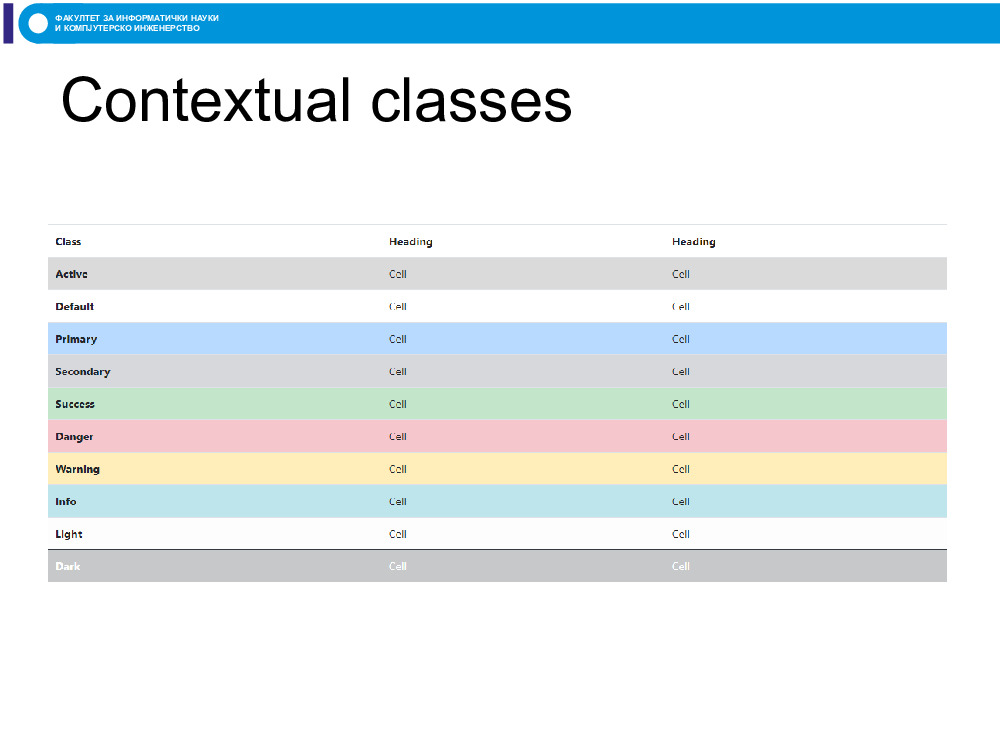 ФАКУЛТЕТ ЗА ИНФОРМАТИЧКИ НАУКИ
И КОМПЈУТЕРСКО ИНЖЕНЕРСТВО
Contextual classes
Class Heading Heading
Active Cell Cell
Default Cell Cell
Primary Cell Cell
Secondary Cell Cell
Success Cell Cell
Danger Cell Cell
Warning Cell Cell
Info Cell Cell
Light Cell Cell
Dark Cell Cell